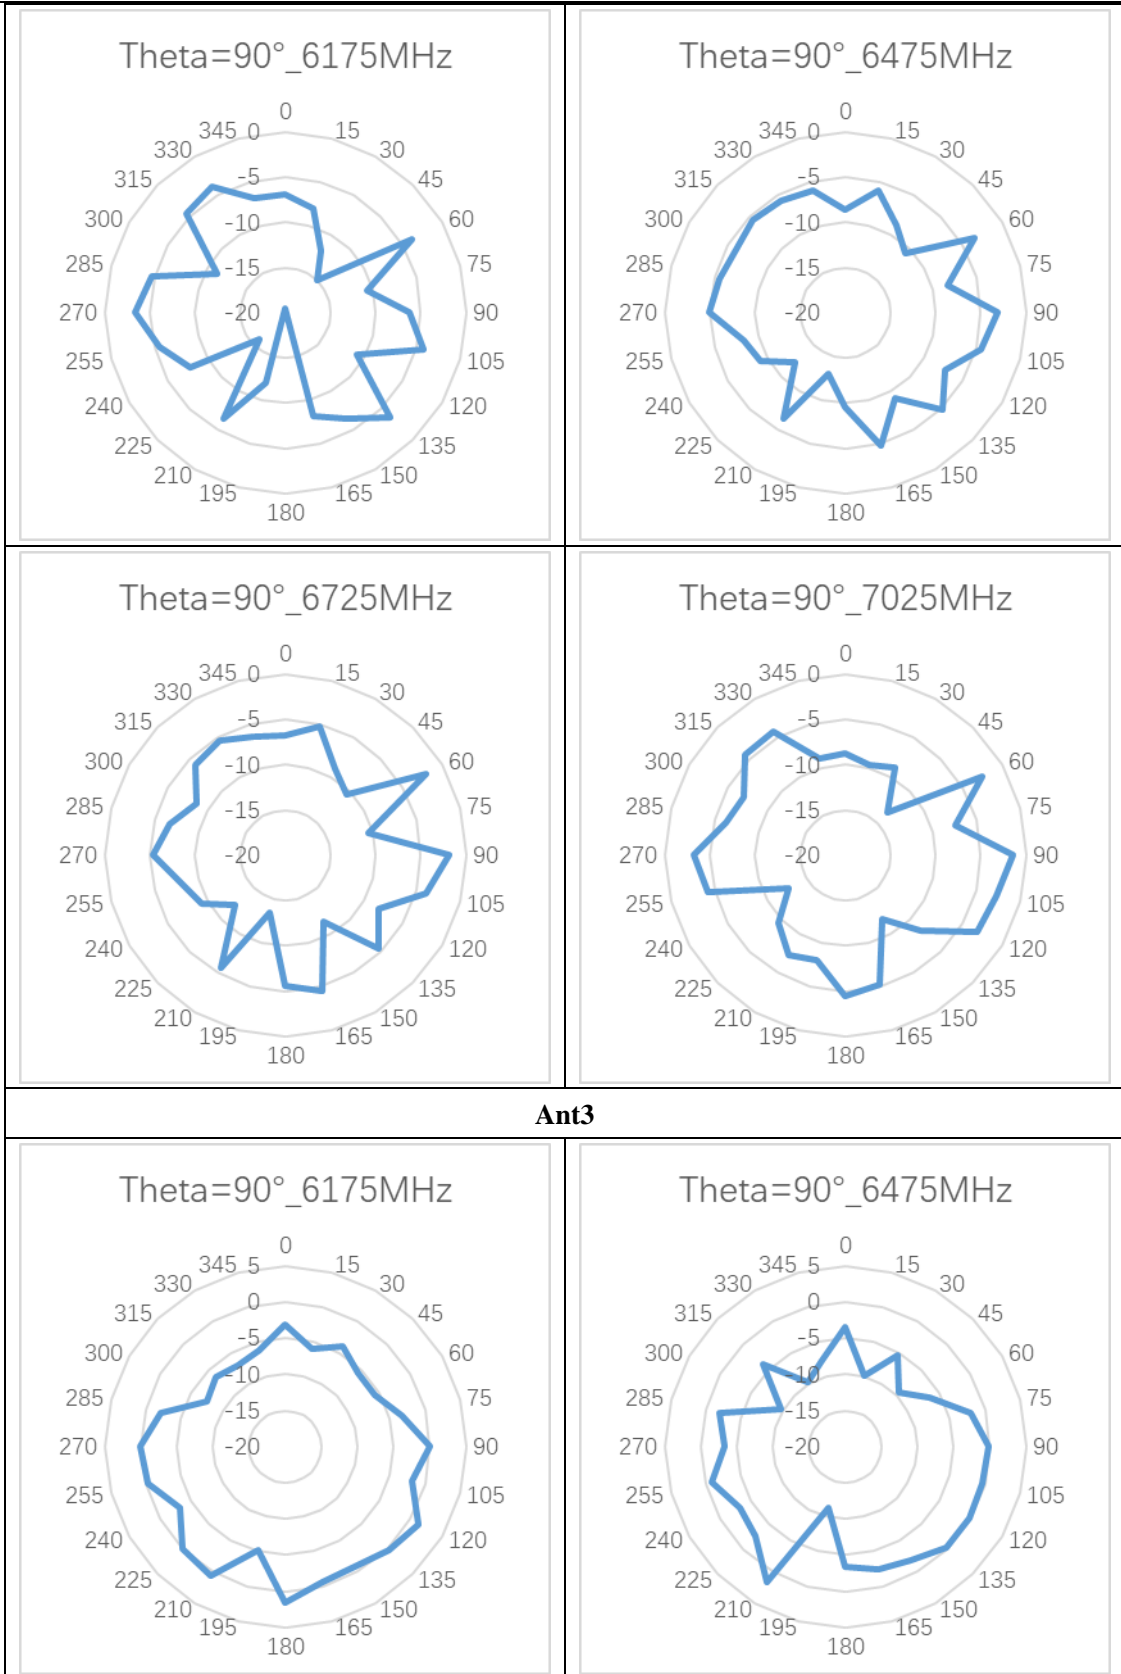 Theta=90°_6175MHz
0
345 0 15
330 30
315 -5 45
300 -10 60
285 -15 75
270 -20 90
255 105
240 120
225 135
210 150
195 165
180
Theta=90°_6475MHz
0
345 0 15
330 30
315 -5 45
300 -10 60
285 -15 75
270 -20 90
255 105
240 120
225 135
210 150
195 165
180
Theta=90°_6725MHz
0
345 0 15
330 30
315 -5 45
300 -10 60
285 -15 75
270 -20 90
255 105
240 120
225 135
210 150
195 165
180
Theta=90°_7025MHz
0
345 0 15
330 30
315 -5 45
300 -10 60
285 -15 75
270 -20 90
255 105
240 120
225 135
210 150
195 165
180
Ant3
Theta=90°_6175MHz
0
345 5 15
330 30
315 0 45
-5
300 60
-10
285 75
-15
270 -20 90
255 105
240 120
225 135
210 150
195 165
180
Theta=90°_6475MHz
0
345 5 15
330 30
315 0 45
-5
300 60
-10
285 75
-15
270 -20 90
255 105
240 120
225 135
210 150
195 165
180